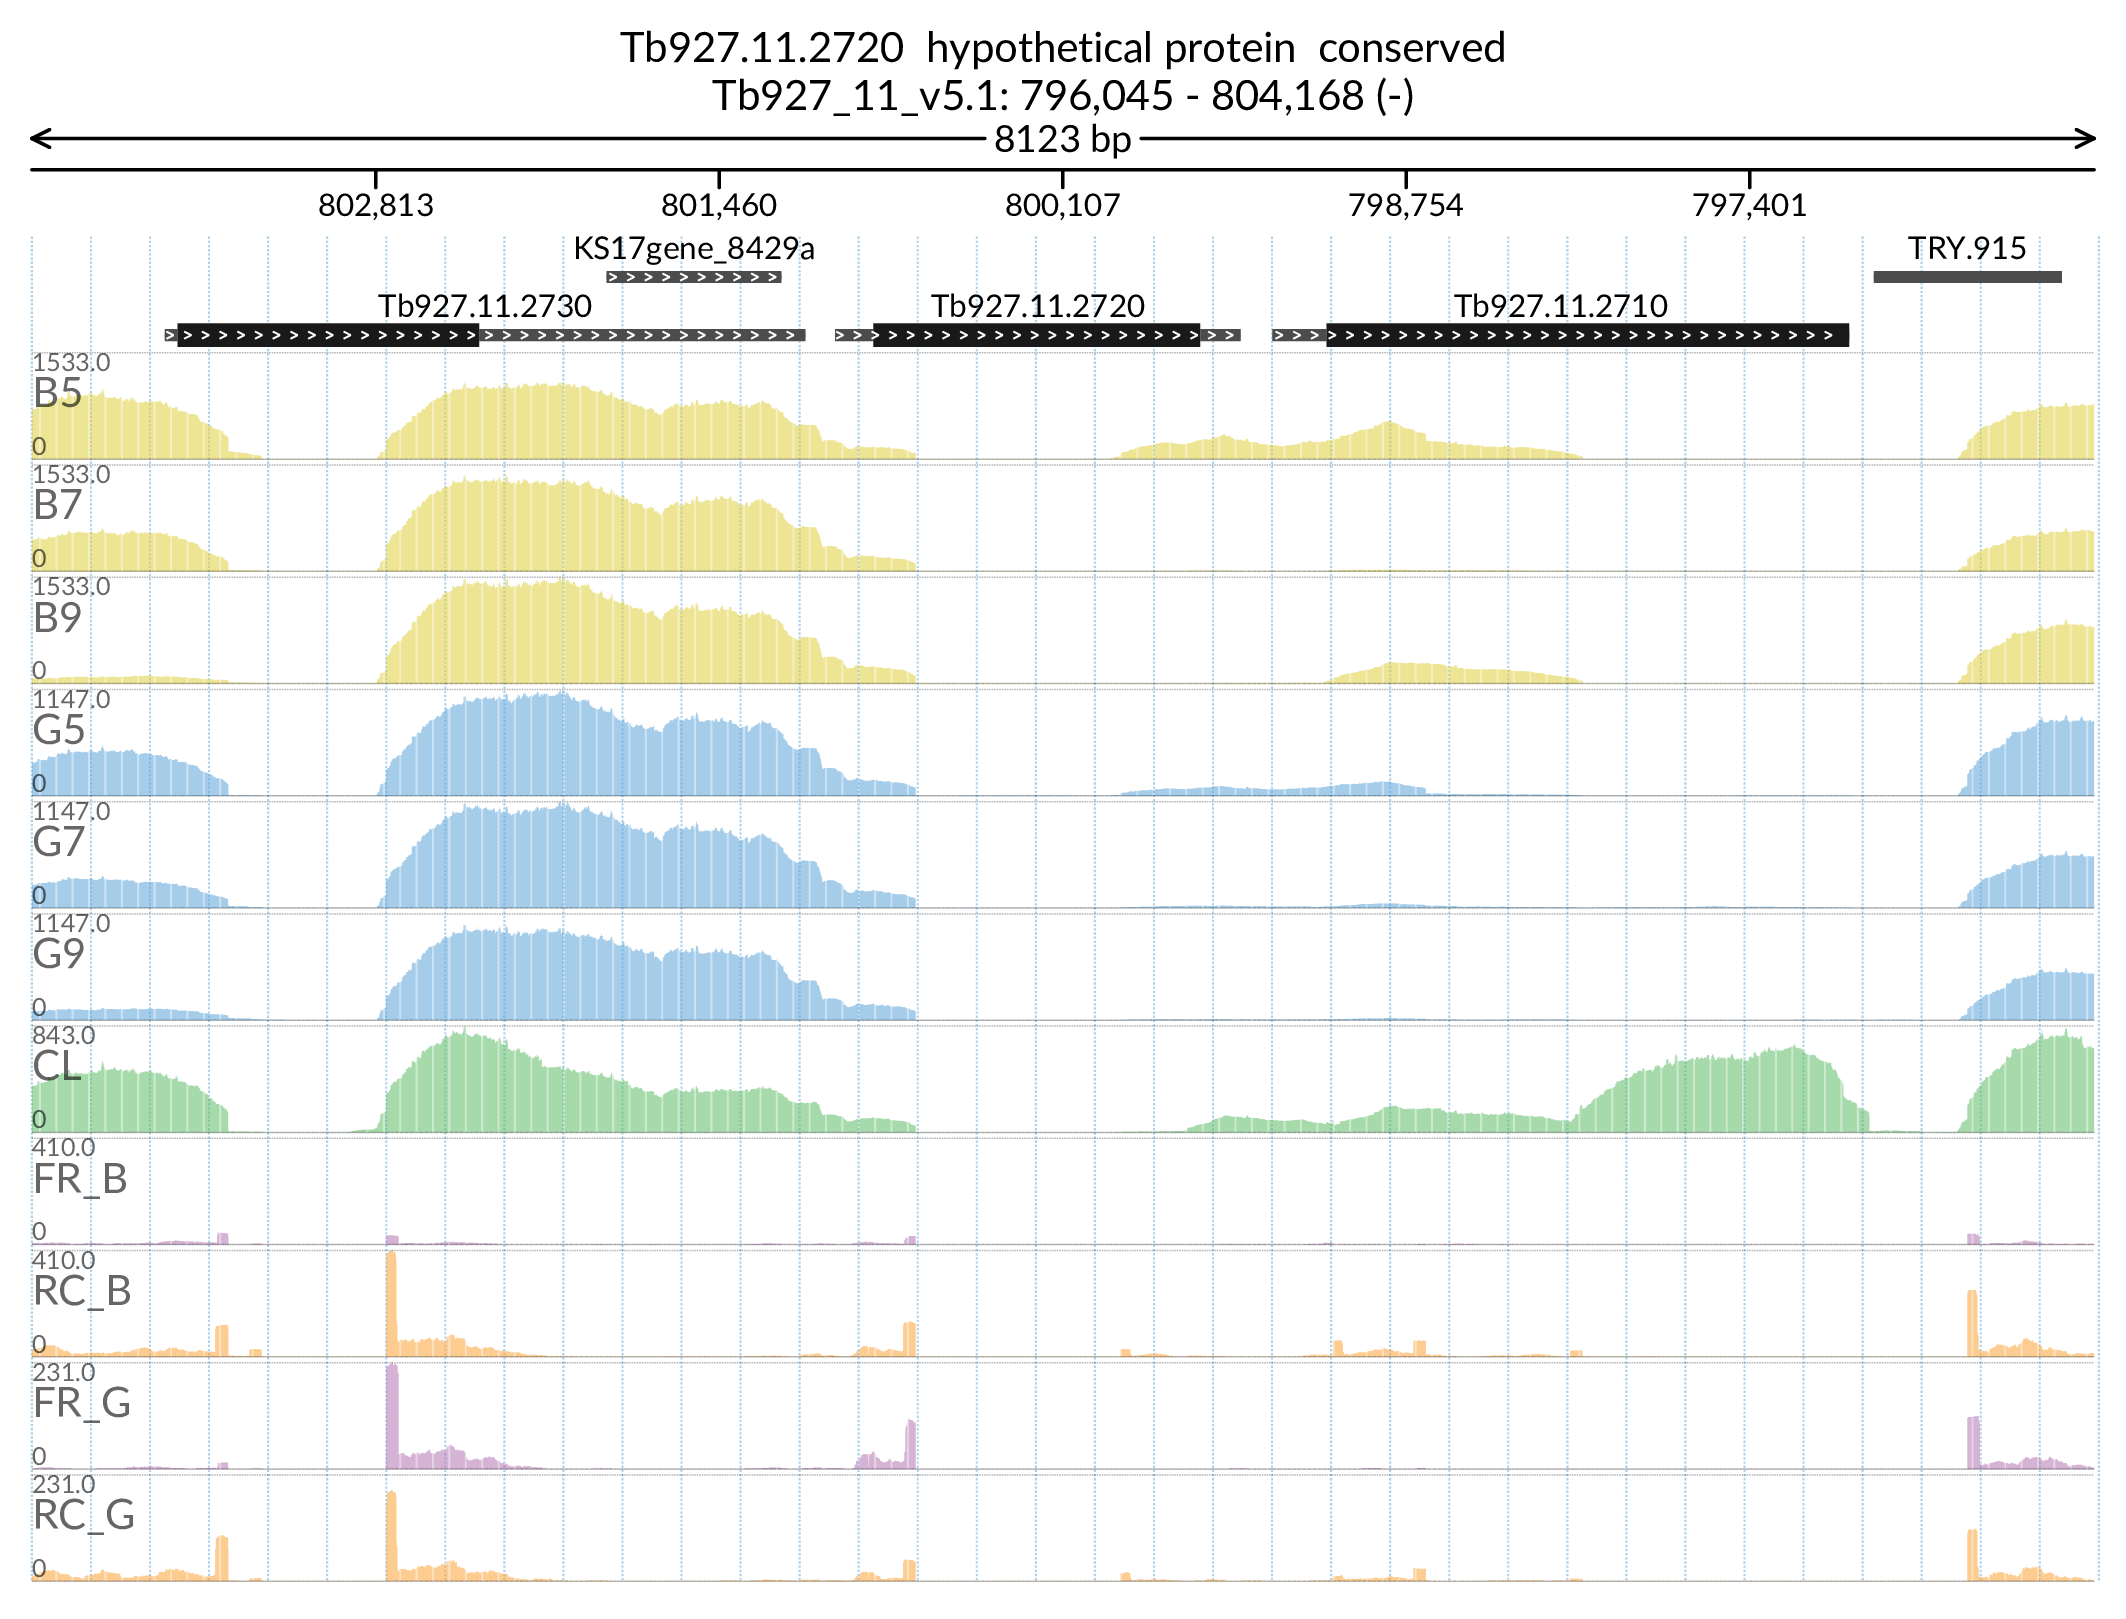 Tb927.11.2720  hypothetical protein  conserved
Tb927_11_v5.1: 796,045 - 804,168 (-)
8123 bp
802,813 801,460 800,107 798,754 797,401
KS17gene_8429a TRY.915
Tb927.11.2730 Tb927.11.2720 Tb927.11.2710
1533.0
B5
0
1533.0
B7
0
1533.0
B9
0
1147.0
G5
0
1147.0
G7
0
1147.0
G9
0
843.0
CL
0
410.0
FR_B
0
410.0
RC_B
0
231.0
FR_G
0
231.0
RC_G
0